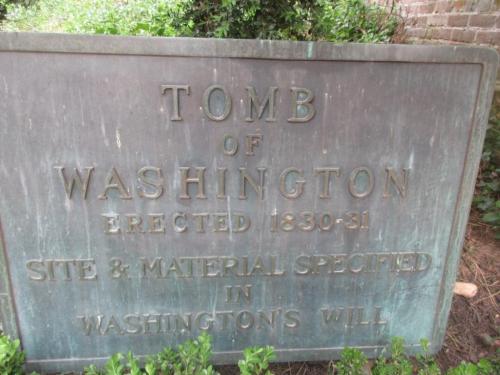 TOMB
OF
WASHINGTON
ERECTED 1830-31
SITE & MATERIAL SPECIFIED
IN
WASHINGTON'S WILL